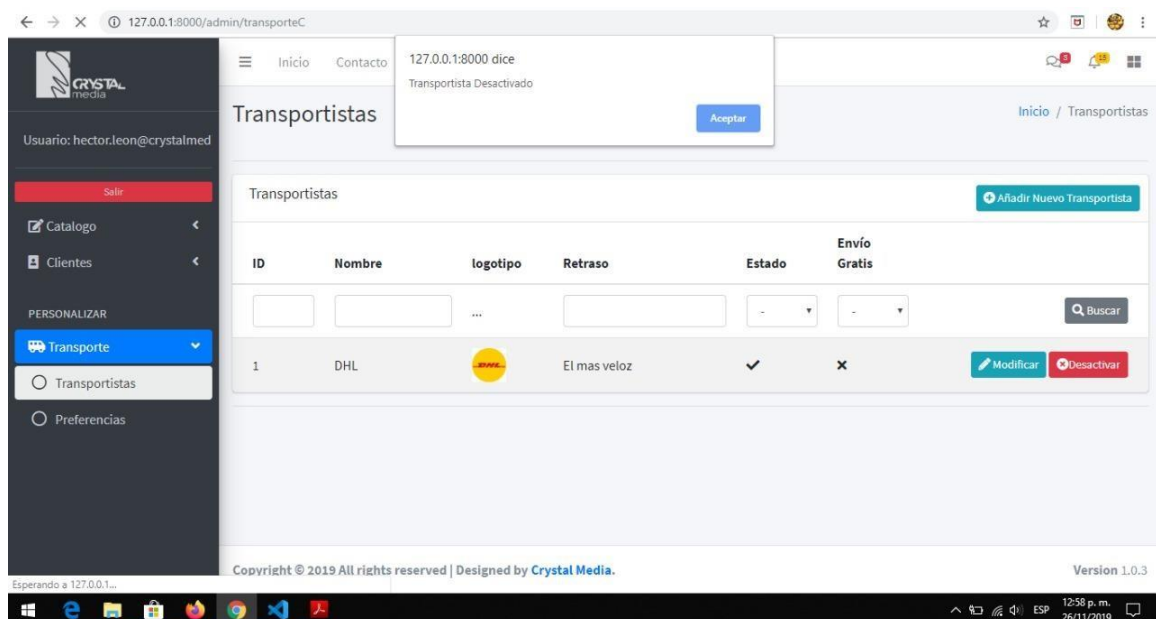 127.0.0.1:8000/admin/transporteC
CRYSTAL
media
Usuario: hector.leon@crystalmed
Salir
Catalogo
Clientes
PERSONALIZAR
Transporte
Transportistas
Preferencias
Inicio Contacto
127.0.0.1:8000 dice
Transportista Desactivado
Aceptar
3
15
Transportistas
Inicio / Transportistas
Transportistas
Añadir Nuevo Transportista
ID Nombre logotipo Retraso Estado Envío Gratis
... - - Buscar
1 DHL DHL El mas veloz Modificar Desactivar
Copyright © 2019 All rights reserved | Designed by Crystal Media.
Version 1.0.3
Esperando a 127.0.0.1...
ESP
12:58 p. m.
26/11/2019